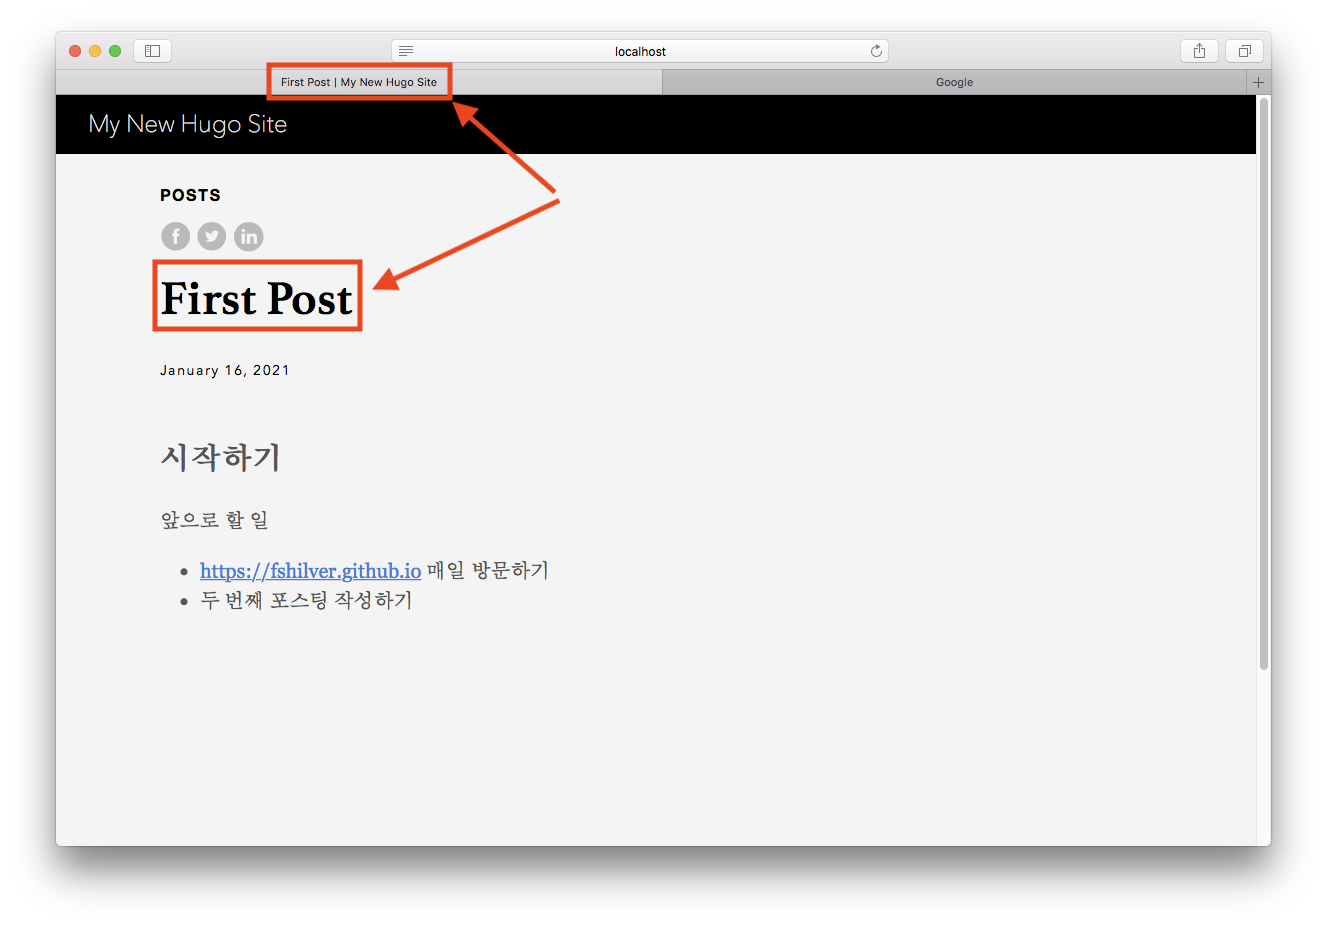 localhost
First Post | My New Hugo Site
Google
My New Hugo Site
POSTS
First Post
January 16, 2021
시작하기
앞으로 할 일
https://fshilver.github.io 매일 방문하기
두 번째 포스팅 작성하기